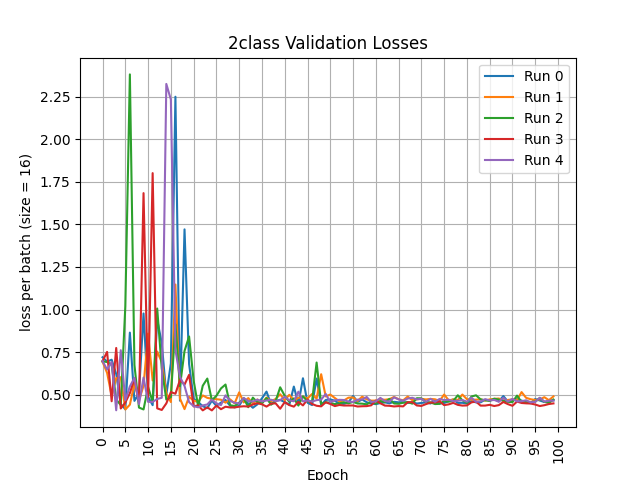 2class Validation Losses
Run 0
Run 1
Run 2
Run 3
Run 4
loss per batch (size = 16)
2.25
2.00
1.75
1.50
1.25
1.00
0.75
0.50
0 5 10 15 20 25 30 35 40 45 50 55 60 65 70 75 80 85 90 95 100
Epoch